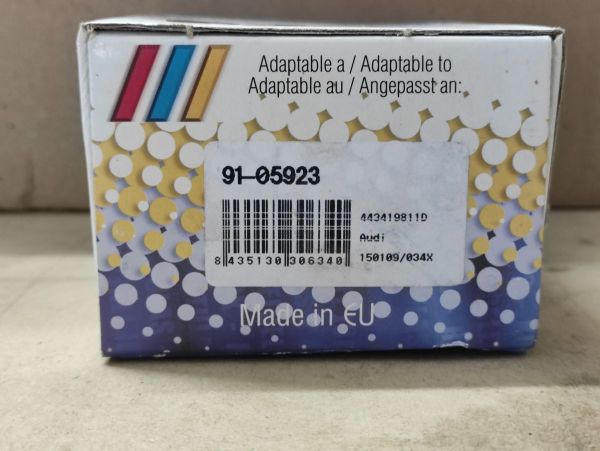 Adaptable a / Adaptable to
Adaptable au / Angepasst an:
91-05923
443419811D
Audi
8 435130 306340
150109/034X
Made in EU